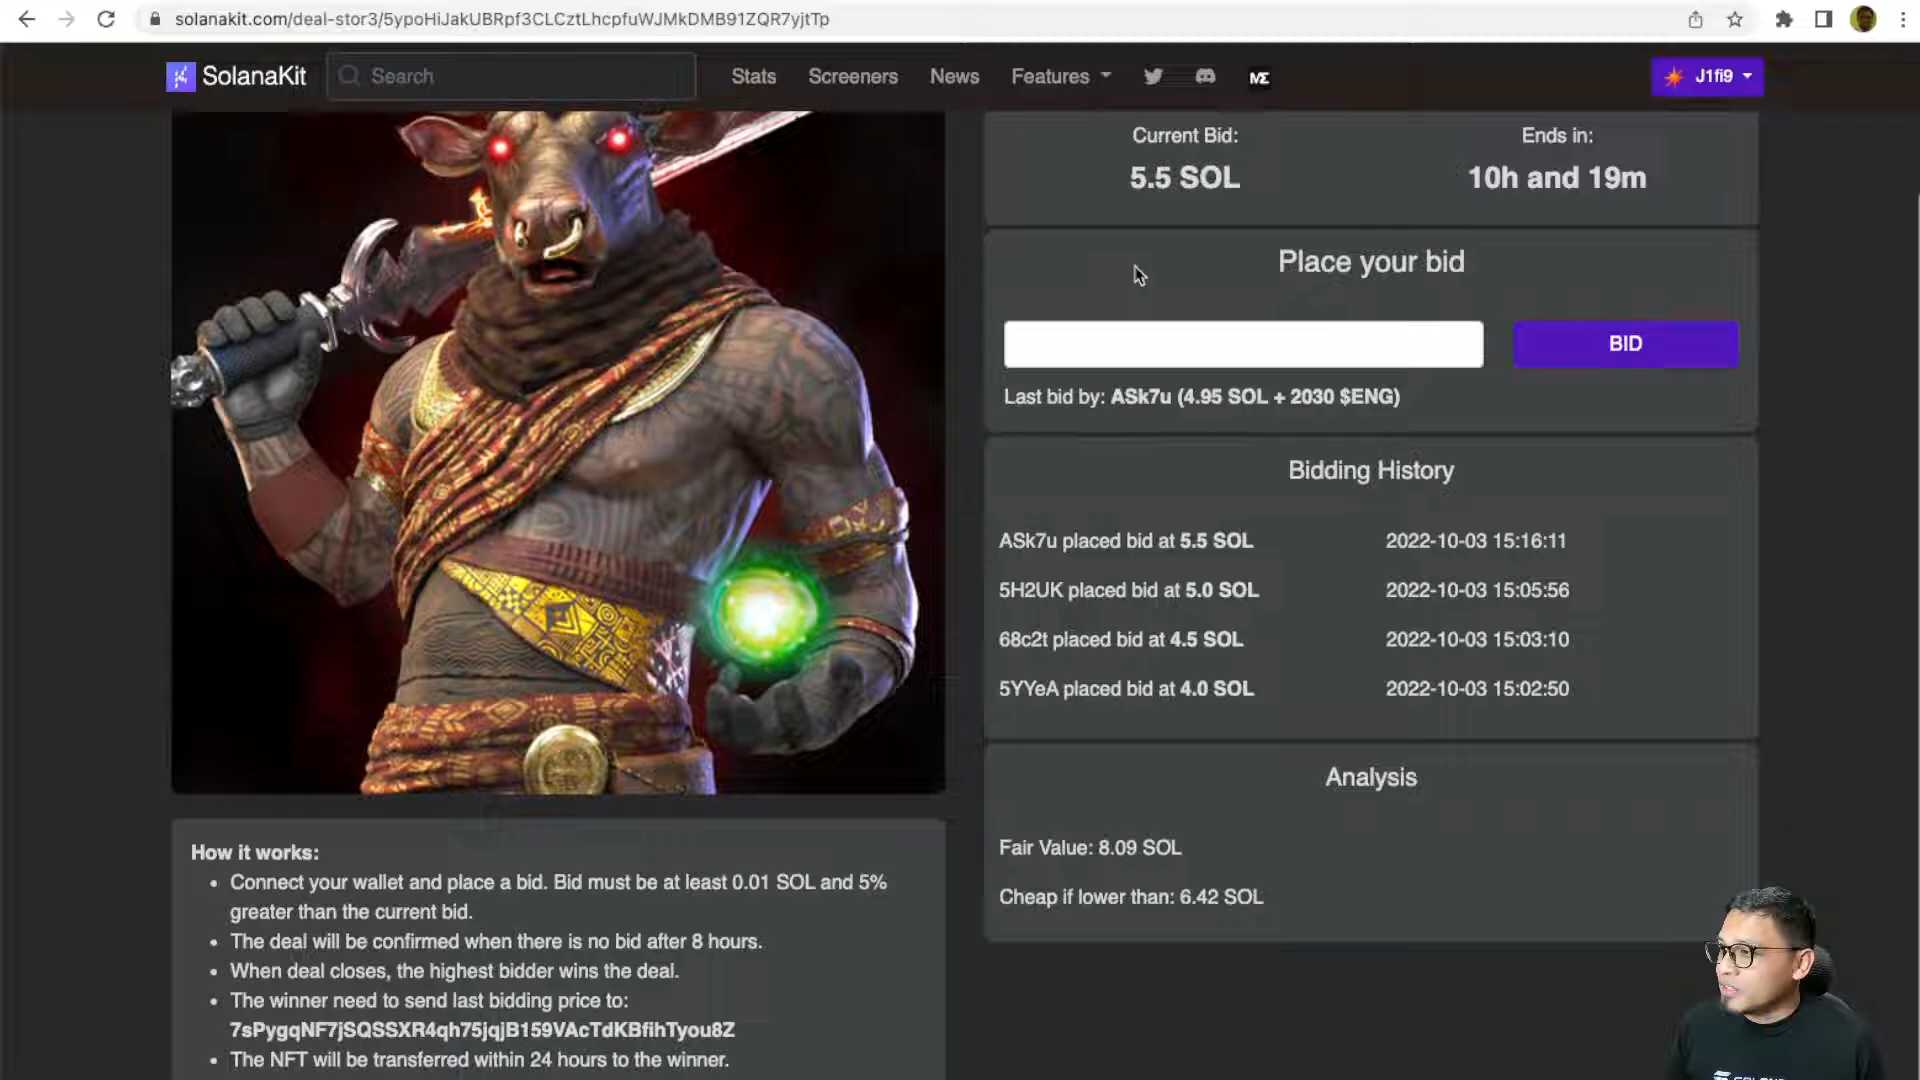 solanakit.com/deal-stor3/5ypoHiJakUBRpf3CLCztLhcpfuWJMkDMB91ZQR7yjtTp
SolanaKit
Search
Stats
Screeners
News
Features
J1fi9
Current Bid:
5.5 SOL
Ends in:
10h and 19m
Place your bid
BID
Last bid by: ASk7u (4.95 SOL + 2030 $ENG)
Bidding History
ASk7u placed bid at 5.5 SOL 2022-10-03 15:16:11
5H2UK placed bid at 5.0 SOL 2022-10-03 15:05:56
68c2t placed bid at 4.5 SOL 2022-10-03 15:03:10
5YYeA placed bid at 4.0 SOL 2022-10-03 15:02:50
Analysis
Fair Value: 8.09 SOL
Cheap if lower than: 6.42 SOL
How it works:
• Connect your wallet and place a bid. Bid must be at least 0.01 SOL and 5%
greater than the current bid.
• The deal will be confirmed when there is no bid after 8 hours.
• When deal closes, the highest bidder wins the deal.
• The winner need to send last bidding price to:
7sPygqNF7jSQSSXR4qh75jqjB159VAcTdKBfihTyou8Z
• The NFT will be transferred within 24 hours to the winner.